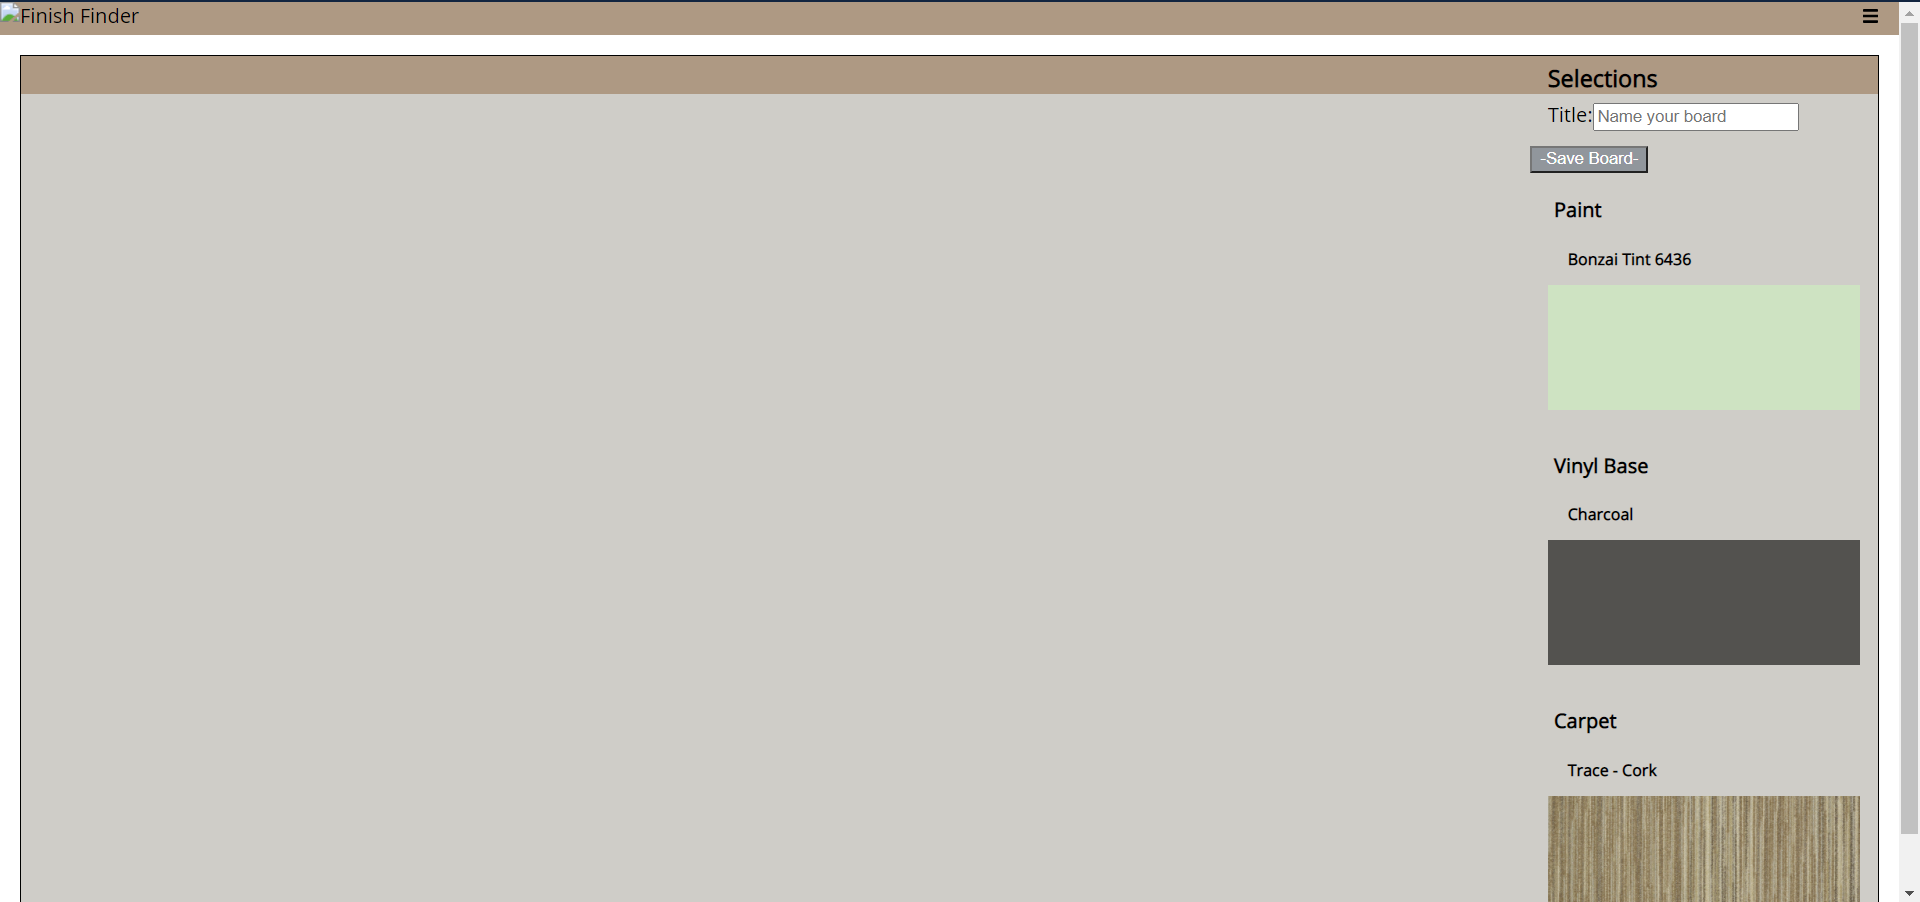 Finish Finder
Selections
Title: Name your board
-Save Board-
Paint
Bonzai Tint 6436
Vinyl Base
Charcoal
Carpet
Trace - Cork